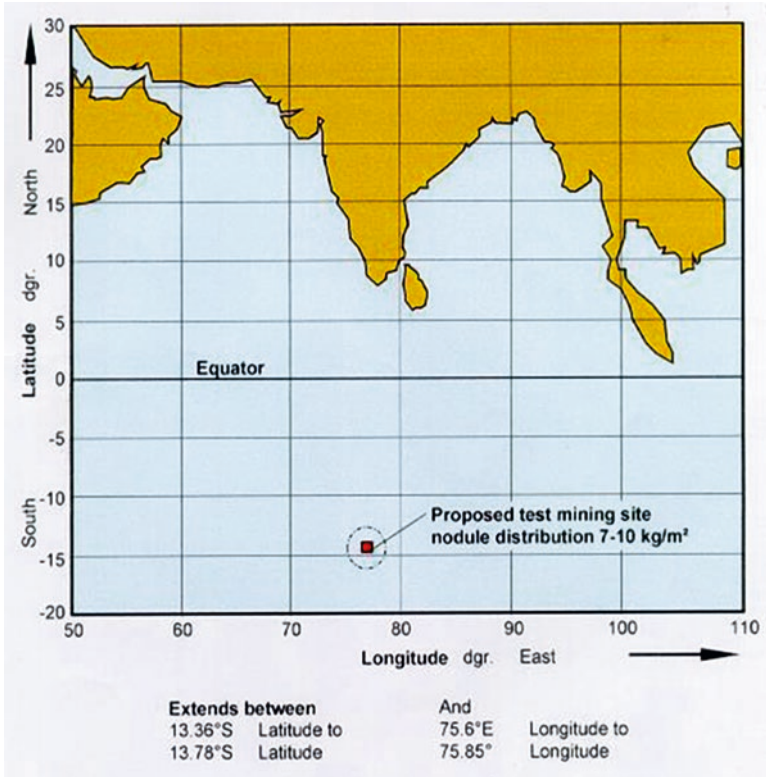 30
25
20
15
10
5
0
-5
-10
-15
-20
North
Latitude dgr.
South
Equator
Proposed test mining site
nodule distribution 7-10 kg/m²
50 60 70 80 90 100 110
Longitude dgr. East
Extends between And
13.36°S Latitude to 75.6°E Longitude to
13.78°S Latitude 75.85° Longitude